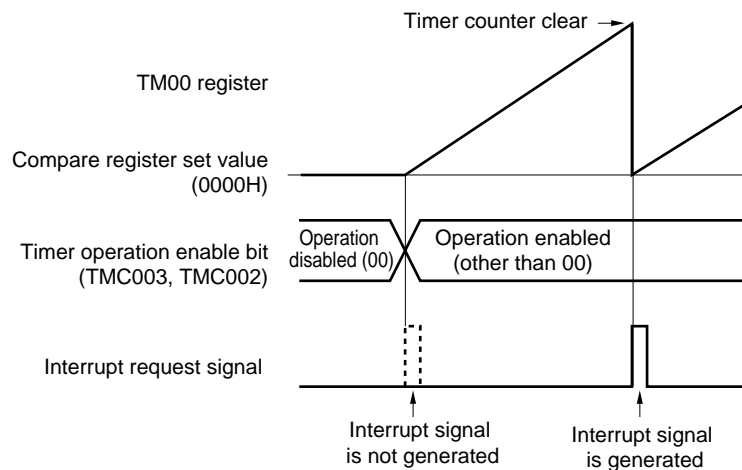 Timer counter clear
TM00 register
Compare register set value
(0000H)
Timer operation enable bit
(TMC003, TMC002)
Operation
disabled (00)
Operation enabled
(other than 00)
Interrupt request signal
Interrupt signal
is not generated
Interrupt signal
is generated